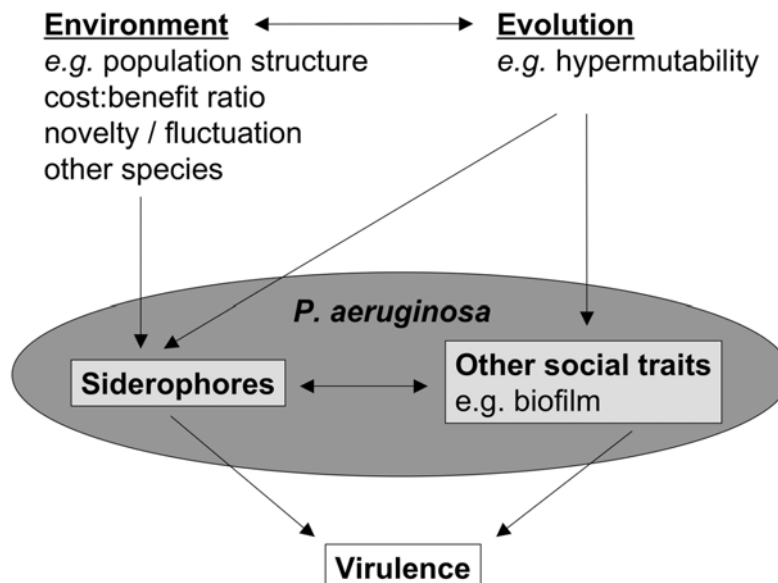 Environment
e.g. population structure
cost:benefit ratio
novelty / fluctuation
other species
Evolution
e.g. hypermutability
P. aeruginosa
Siderophores
Other social traits
e.g. biofilm
Virulence